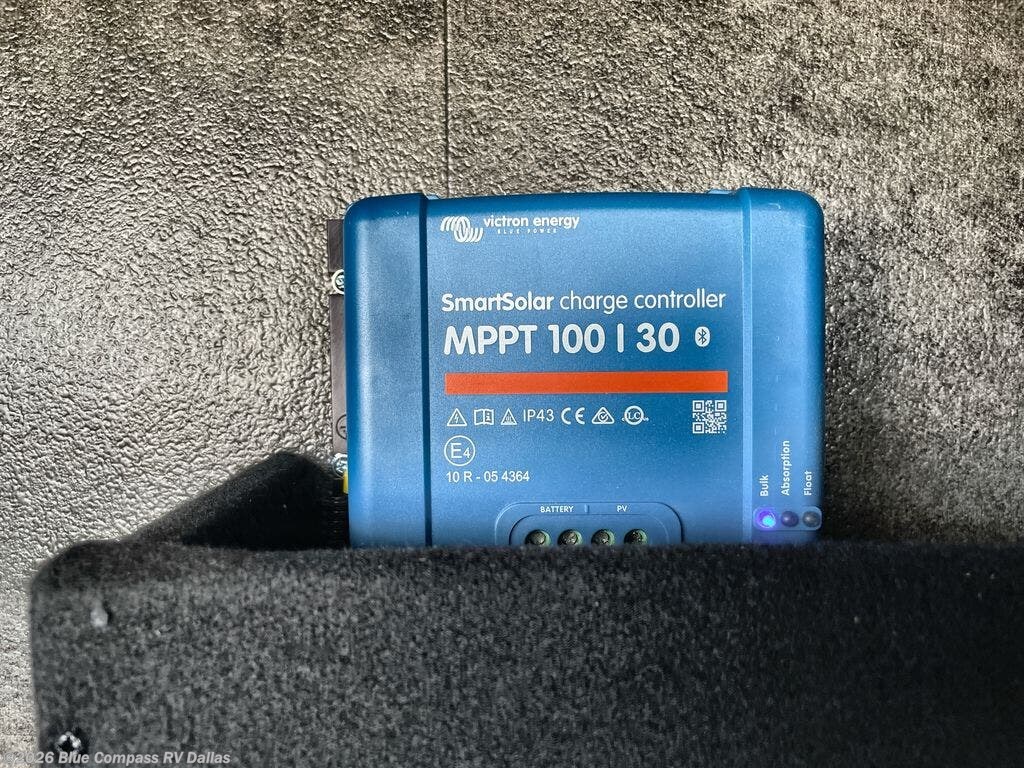 victron energy
BLUE POWER
SmartSolar charge controller
MPPT 100 | 30
IP43 CE
E4
10 R - 05 4364
Bulk
Absorption
Float
BATTERY | PV
2026 Blue Compass RV Dallas